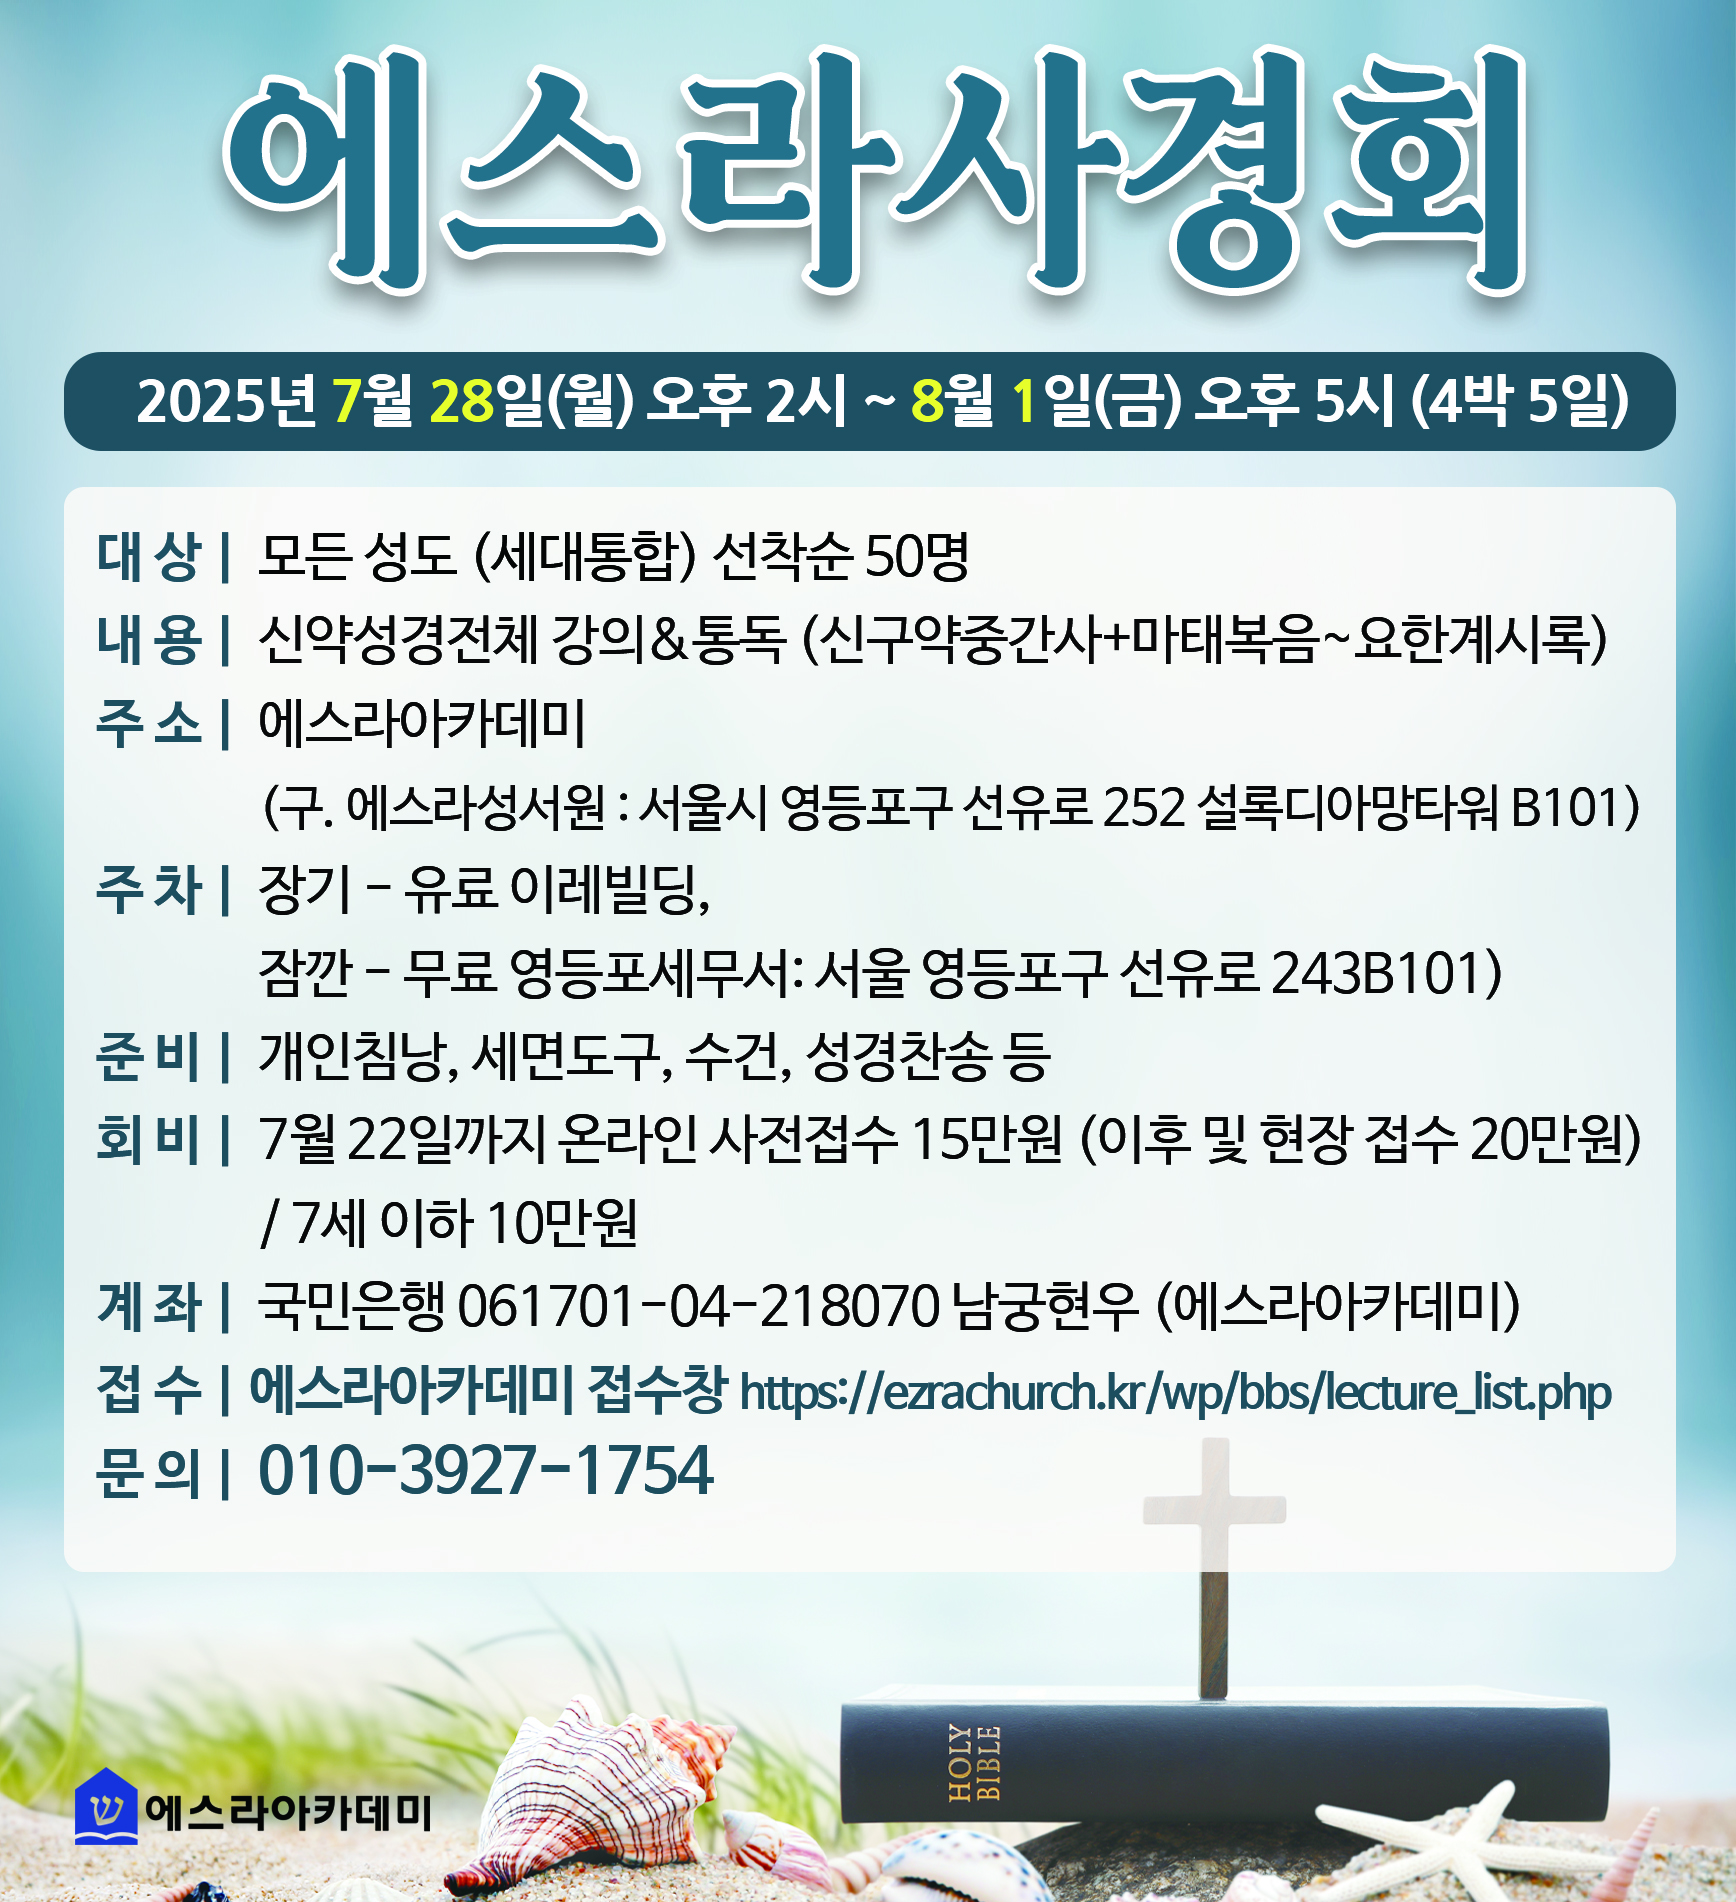 에스라사경회
2025년 7월 28일(월) 오후 2시 ~ 8월 1일(금) 오후 5시 (4박 5일)
대 상 | 모든 성도 (세대통합) 선착순 50명
내 용 | 신약성경전체 강의&통독 (신구약중간사+마태복음~요한계시록)
주 소 | 에스라아카데미
(구. 에스라성서원 : 서울시 영등포구 선유로 252 설록디아망타워 B101)
주 차 | 장기 - 유료 이레빌딩,
잠깐 - 무료 영등포세무서: 서울 영등포구 선유로 243B101)
준 비 | 개인침낭, 세면도구, 수건, 성경찬송 등
회 비 | 7월 22일까지 온라인 사전접수 15만원 (이후 및 현장 접수 20만원)
/ 7세 이하 10만원
계 좌 | 국민은행 061701-04-218070 남궁현우 (에스라아카데미)
접 수 | 에스라아카데미 접수창 https://ezrachurch.kr/wp/bbs/lecture_list.php
문 의 | 010-3927-1754
HOLY
BIBLE
ש 에스라아카데미